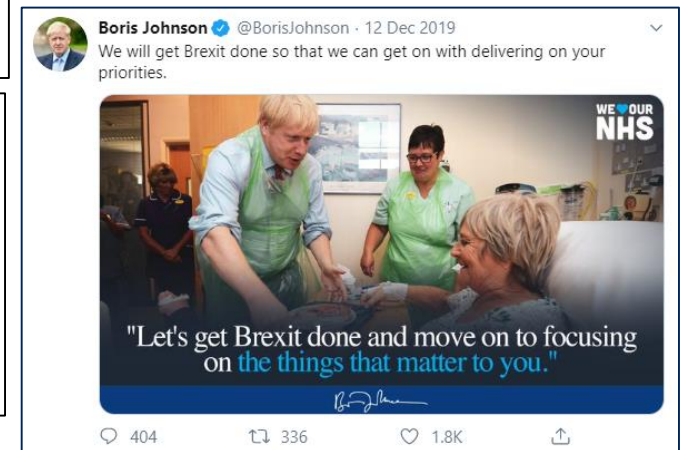 Boris Johnson @BorisJohnson · 12 Dec 2019
We will get Brexit done so that we can get on with delivering on your
priorities.
WE OUR
NHS
"Let's get Brexit done and move on to focusing
on the things that matter to you."
404 336 1.8K